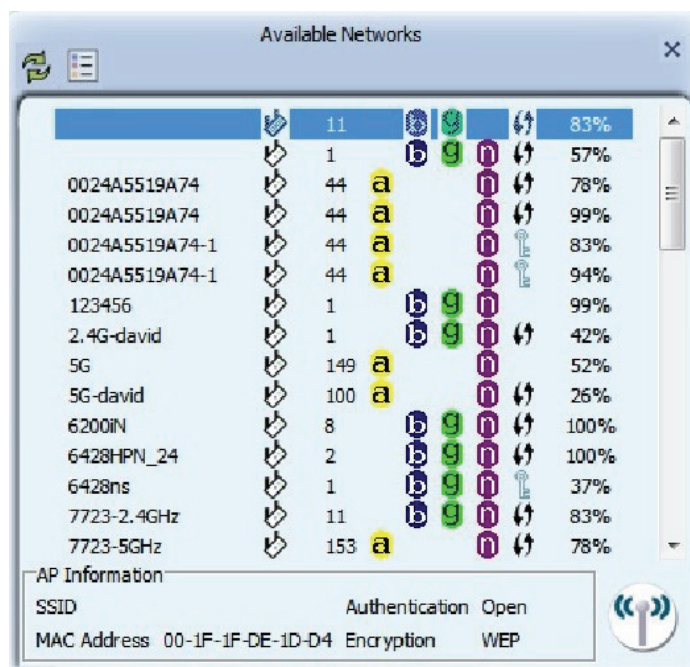 Available Networks
11 b g 83%
1 b g n 57%
0024A5519A74 44 a n 78%
0024A5519A74 44 a n 99%
0024A5519A74-1 44 a n 83%
0024A5519A74-1 44 a n 94%
123456 1 b g n 99%
2.4G-david 1 b g n 42%
5G 149 a n 52%
5G-david 100 a n 26%
6200iN 8 b g n 100%
6428HPN_24 2 b g n 100%
6428ns 1 b g n 37%
7723-2.4GHz 11 b g n 83%
7723-5GHz 153 a n 78%
AP Information
SSID Authentication Open
MAC Address 00-1F-1F-DE-1D-D4 Encryption WEP